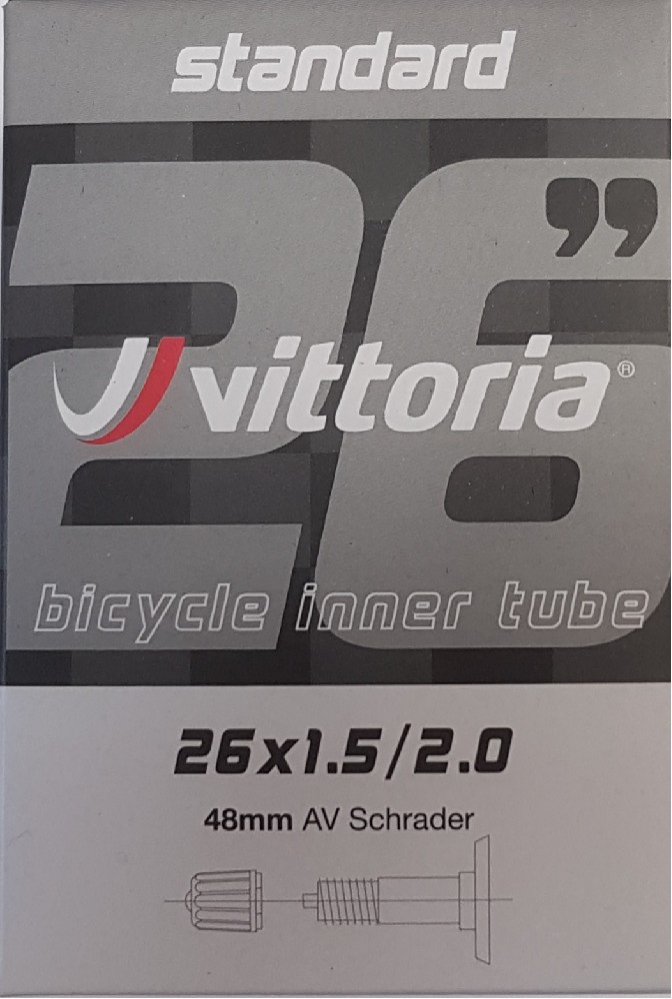 standard
26”
vittoria®
bicycle inner tube
26x1.5/2.0
48mm AV Schrader